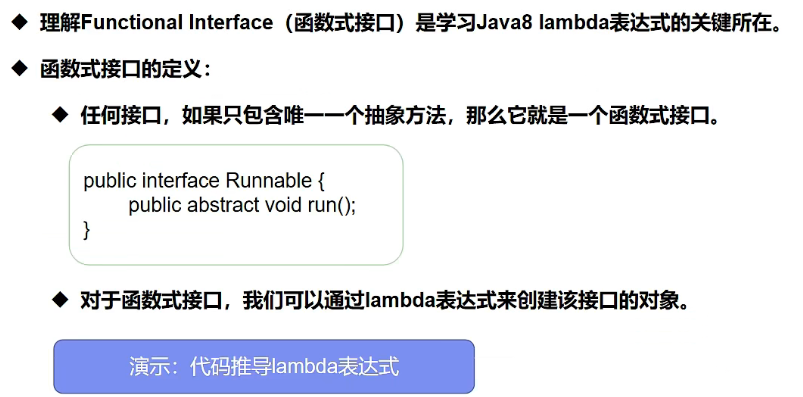 理解Functional Interface（函数式接口）是学习Java8 lambda表达式的关键所在。
函数式接口的定义：
任何接口，如果只包含唯一一个抽象方法，那么它就是一个函数式接口。
public interface Runnable {
public abstract void run();
}
对于函数式接口，我们可以通过lambda表达式来创建该接口的对象。
演示：代码推导lambda表达式